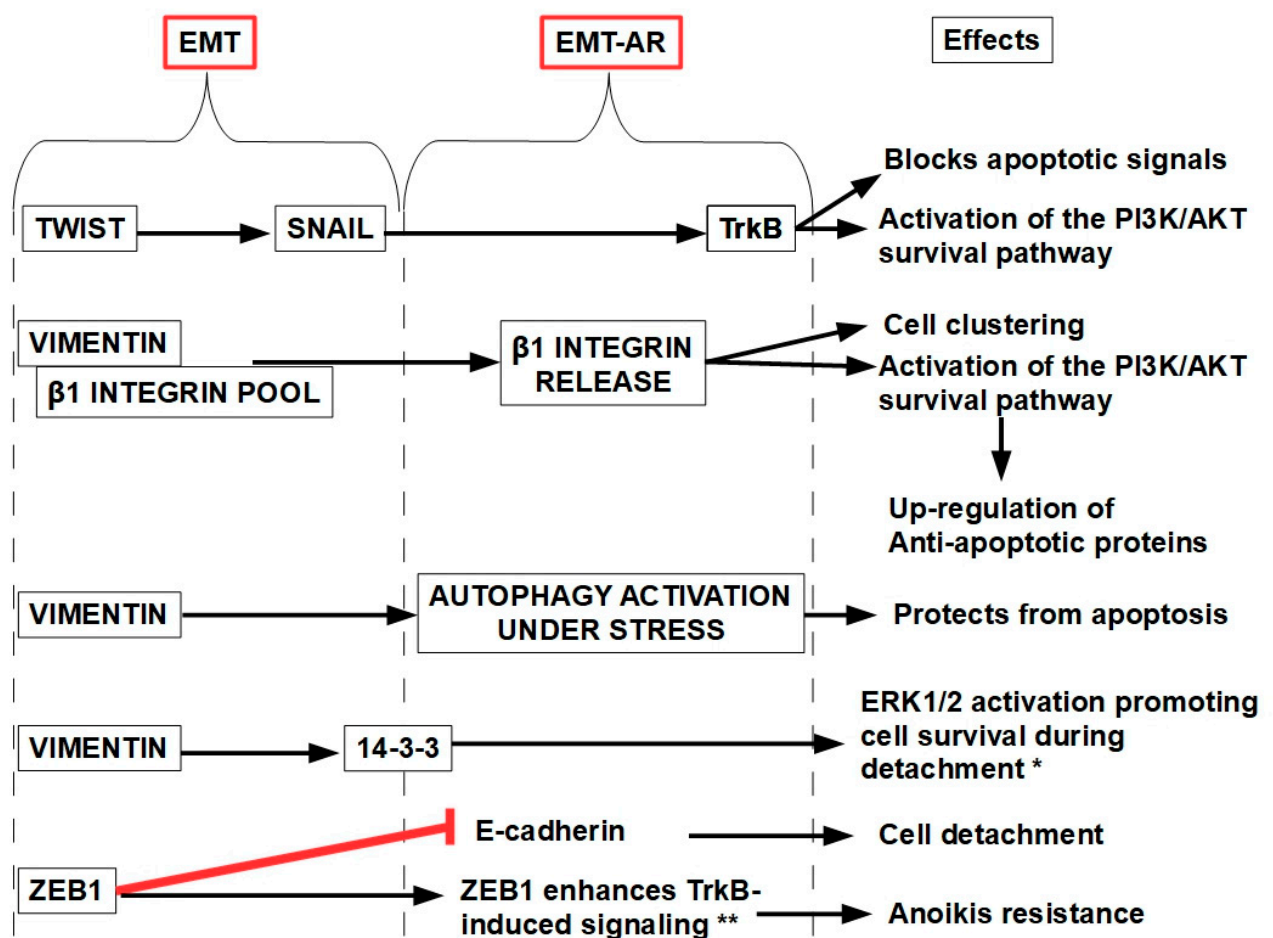 EMT
EMT-AR
Effects
TWIST
SNAIL
TrkB
Blocks apoptotic signals
Activation of the PI3K/AKT
survival pathway
VIMENTIN
β1 INTEGRIN POOL
β1 INTEGRIN
RELEASE
Cell clustering
Activation of the PI3K/AKT
survival pathway
Up-regulation of
Anti-apoptotic proteins
VIMENTIN
AUTOPHAGY ACTIVATION
UNDER STRESS
Protects from apoptosis
VIMENTIN
14-3-3
ERK1/2 activation promoting
cell survival during
detachment *
ZEB1
E-cadherin
Cell detachment
ZEB1 enhances TrkB-
induced signaling **
Anoikis resistance